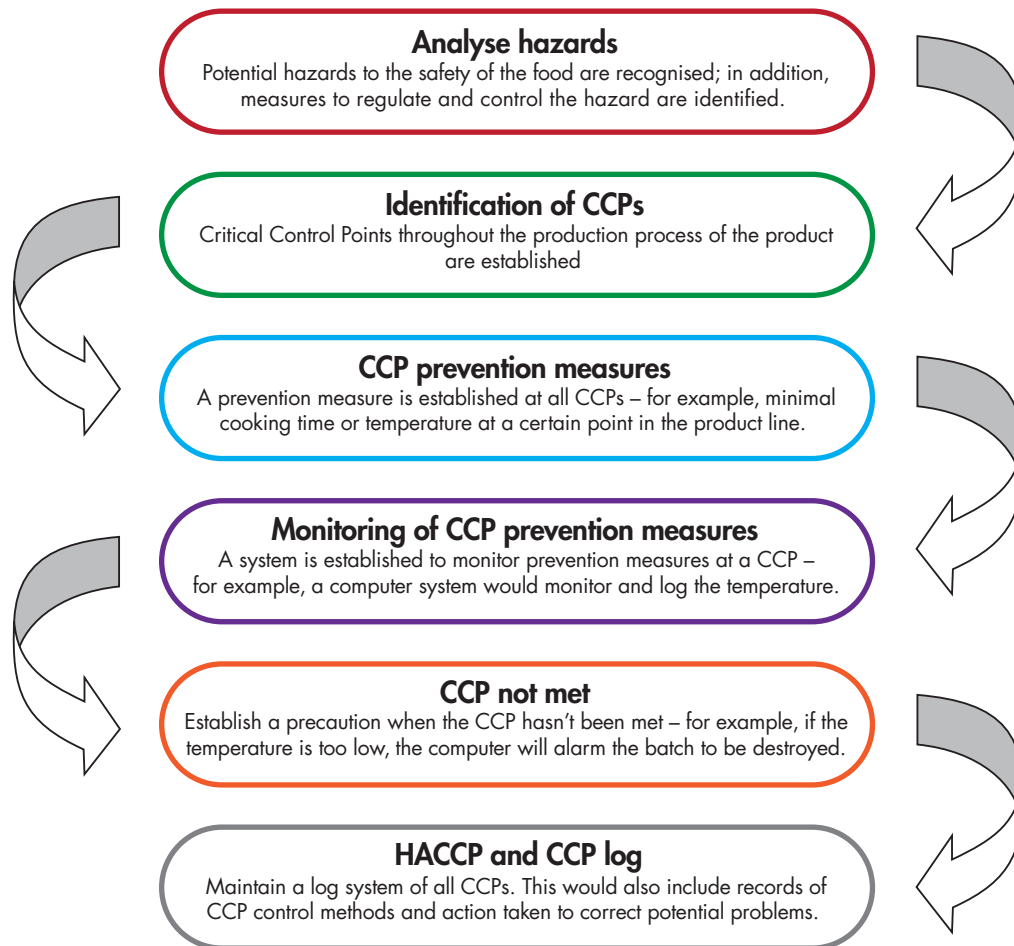 Analyse hazards
Potential hazards to the safety of the food are recognised; in addition,
measures to regulate and control the hazard are identified.
Identification of CCPs
Critical Control Points throughout the production process of the product
are established
CCP prevention measures
A prevention measure is established at all CCPs – for example, minimal
cooking time or temperature at a certain point in the product line.
Monitoring of CCP prevention measures
A system is established to monitor prevention measures at a CCP –
for example, a computer system would monitor and log the temperature.
CCP not met
Establish a precaution when the CCP hasn’t been met – for example, if the
temperature is too low, the computer will alarm the batch to be destroyed.
HACCP and CCP log
Maintain a log system of all CCPs. This would also include records of
CCP control methods and action taken to correct potential problems.